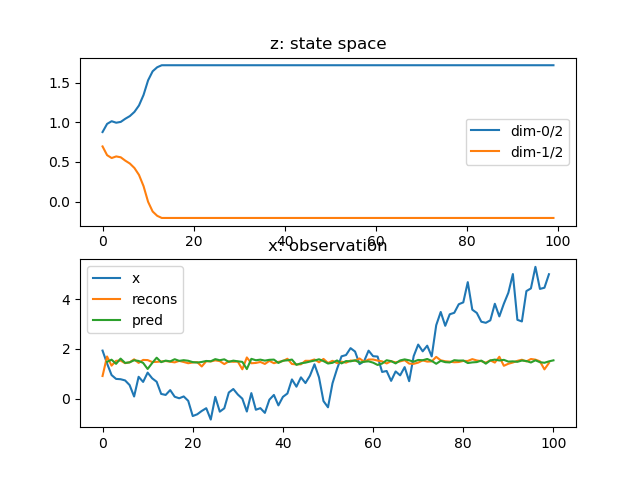 z: state space
1.5
1.0
0.5
0.0
dim-0/2
dim-1/2
0 20 40 60 80 100
x: observation
x
recons
pred
4
2
0
0 20 40 60 80 100